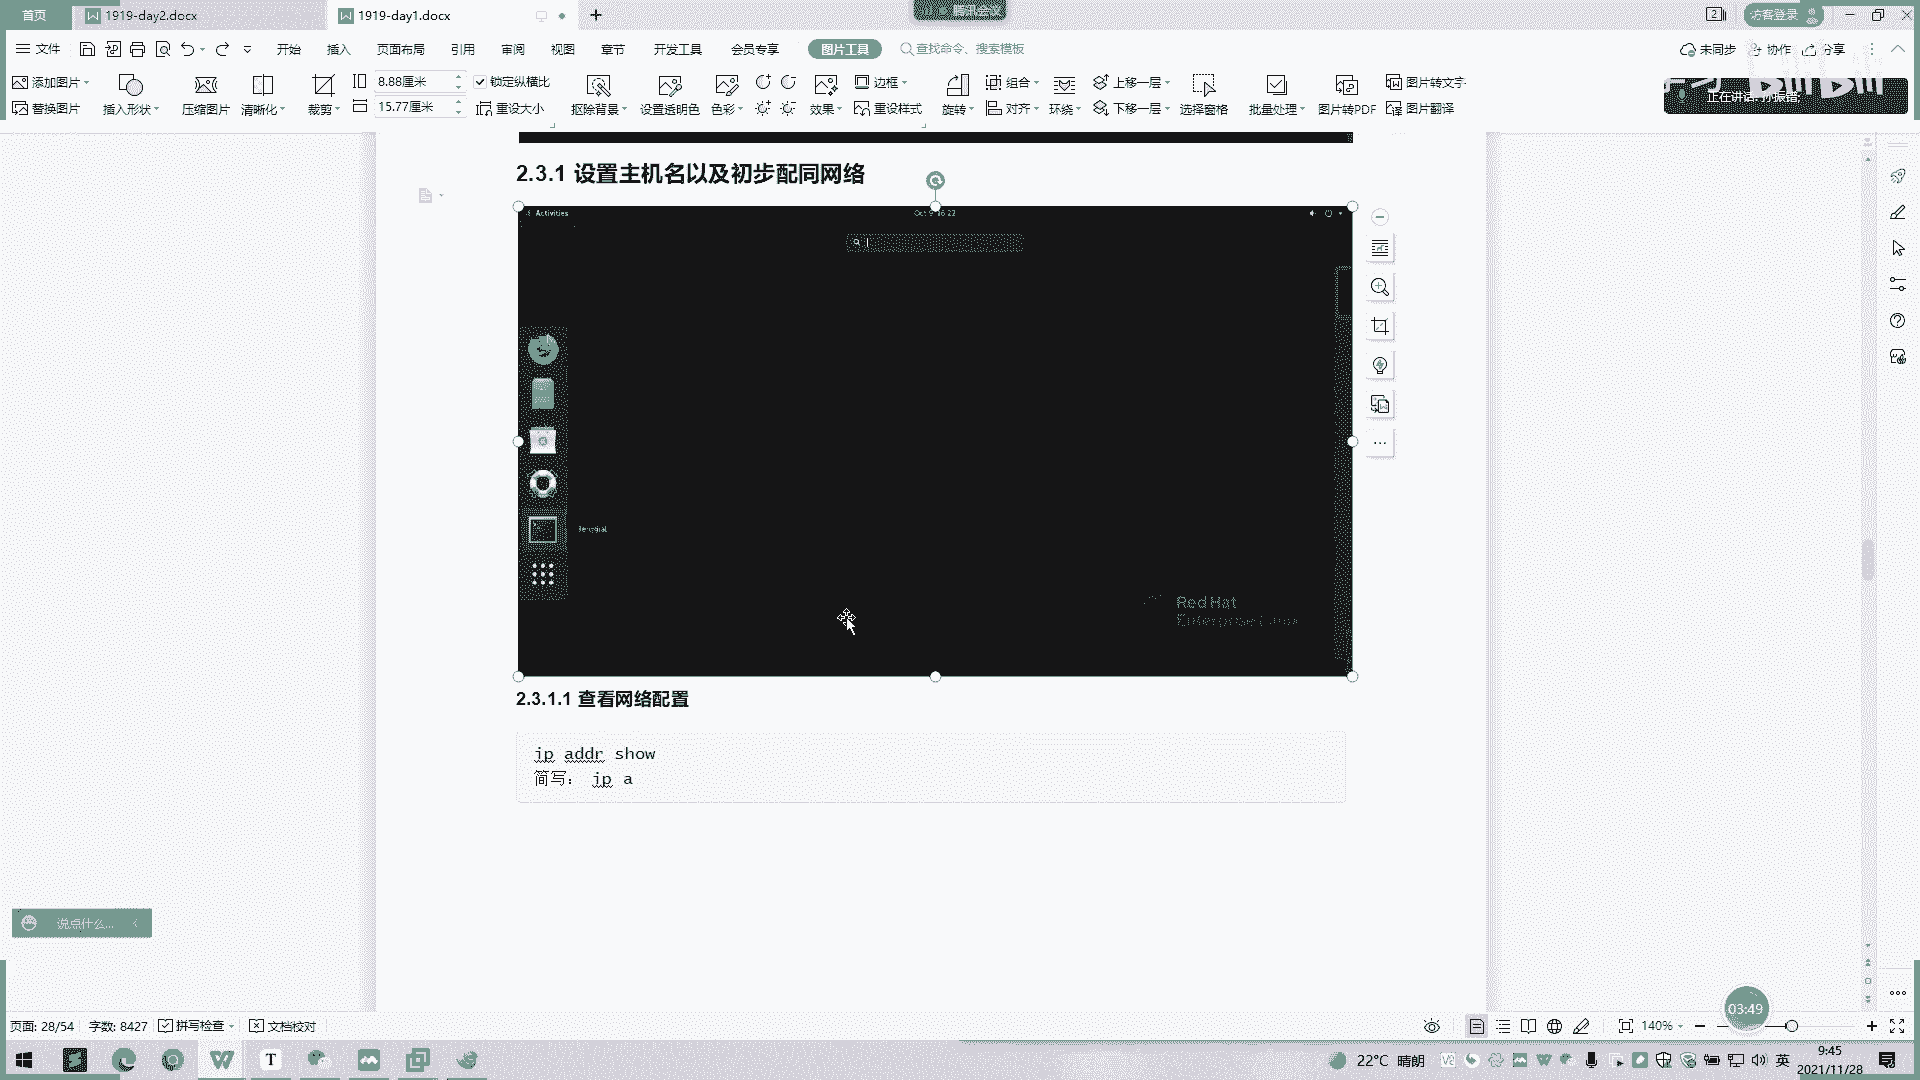 首页
1919-day2.docx
1919-day1.docx
2
访客登录
文件
开始
插入
页面布局
引用
审阅
视图
章节
开发工具
会员专享
图片工具
查找命令、搜索模板
未同步
协作
分享
添加图片
替换图片
插入形状
压缩图片
清晰化
裁剪
8.88厘米
15.77厘米
锁定纵横比
重设大小
抠除背景
设置透明色
色彩
效果
边框
重设样式
旋转
组合
对齐
环绕
上移一层
下移一层
选择窗格
批量处理
图片转PDF
图片转文字
图片翻译
2.3.1 设置主机名以及初步配同网络
Activities
Terminal
Red Hat
Enterprise Linux
2.3.1.1 查看网络配置
ip addr show
简写： ip a
说点什么...
03:49
页面: 28/54
字数: 8427
拼写检查
文档校对
140%
22°C 晴朗
英
9:45
2021/11/28